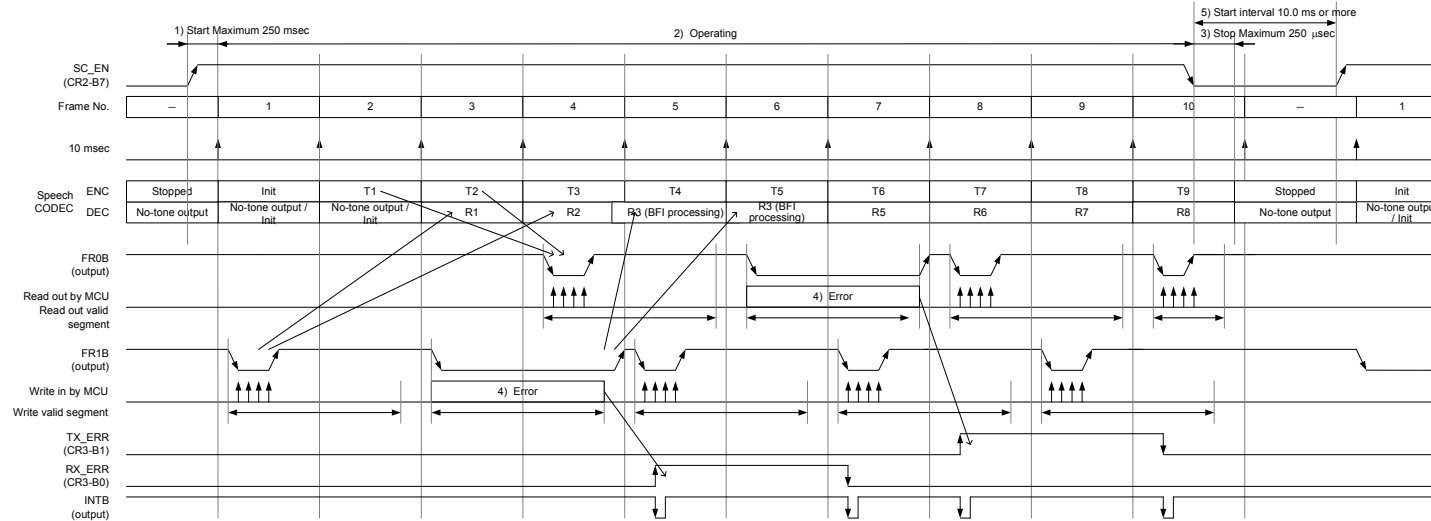 5) Start interval 10.0 ms or more
1) Start Maximum 250 msec
2) Operating
3) Stop Maximum 250 μsec
SC_EN
(CR2-B7)
Frame No.
– 1 2 3 4 5 6 7 8 9 10 – 1
10 msec
Speech
CODEC
ENC
Stopped Init T1 T2 T3 T4 T5 T6 T7 T8 T9 Stopped Init
DEC
No-tone output
No-tone output /
Init
No-tone output /
Init
R1 R2 R3 (BFI processing)
R3 (BFI
processing)
R5 R6 R7 R8 No-tone output
No-tone outpu
/ Init
FR0B
(output)
Read out by MCU
4) Error
Read out valid
segment
FR1B
(output)
Write in by MCU
4) Error
Write valid segment
TX_ERR
(CR3-B1)
RX_ERR
(CR3-B0)
INTB
(output)